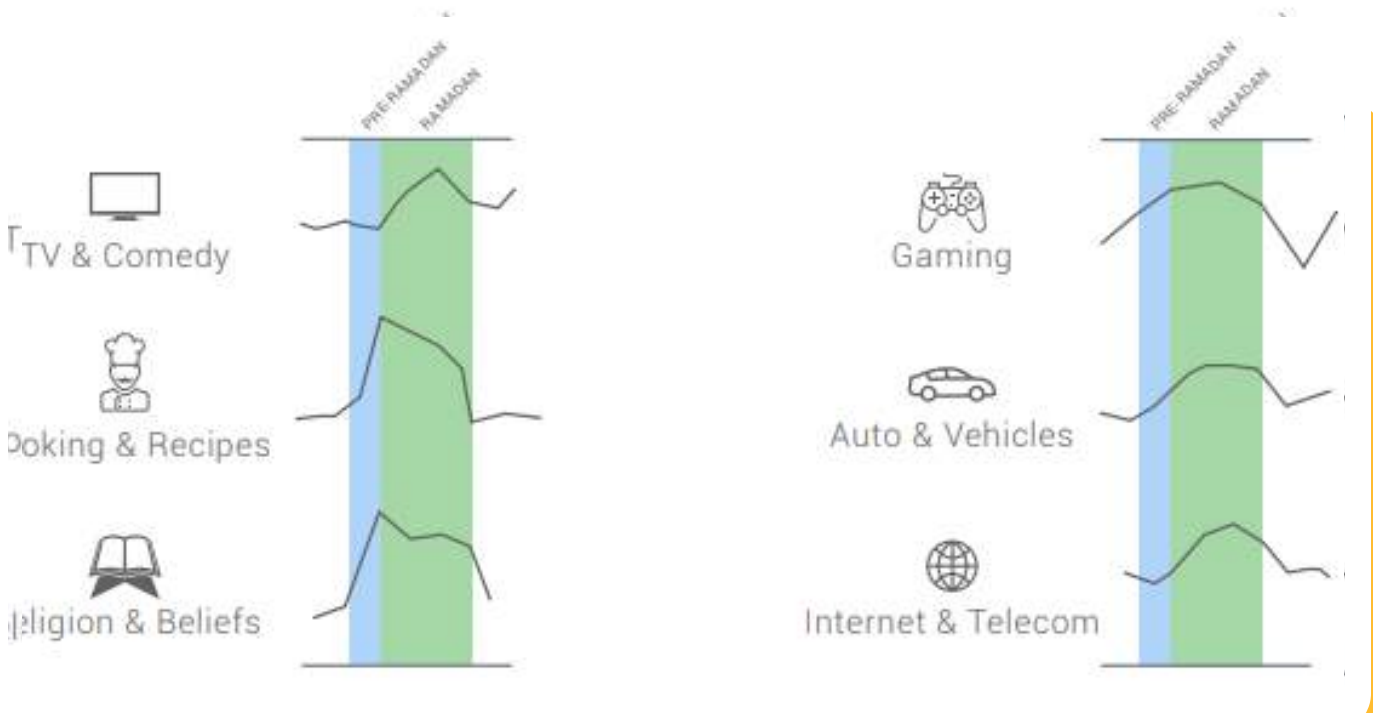 PRE-RAMADAN
RAMADAN
TV & Comedy
oking & Recipes
eligion & Beliefs
PRE-RAMADAN
RAMADAN
Gaming
Auto & Vehicles
Internet & Telecom